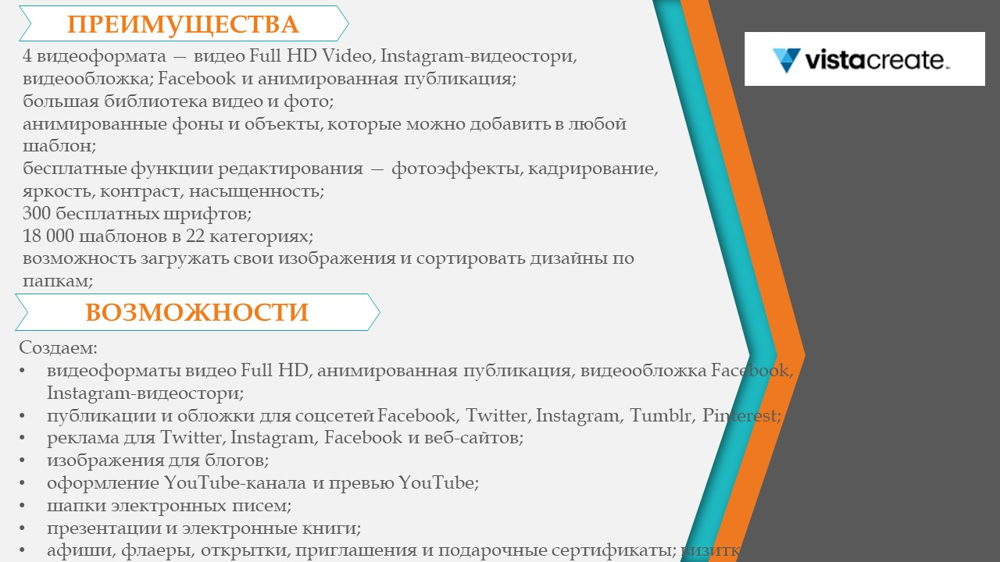 ПРЕИМУЩЕСТВА
vistacreate
4 видеоформата — видео Full HD Video, Instagram-видеостори,
видеообложка; Facebook и анимированная публикация;
большая библиотека видео и фото;
анимированные фоны и объекты, которые можно добавить в любой
шаблон;
бесплатные функции редактирования — фотоэффекты, кадрирование,
яркость, контраст, насыщенность;
300 бесплатных шрифтов;
18 000 шаблонов в 22 категориях;
возможность загружать свои изображения и сортировать дизайны по
папкам;
ВОЗМОЖНОСТИ
Создаем:
• видеоформаты видео Full HD, анимированная публикация, видеообложка Facebook,
Instagram-видеостори;
• публикации и обложки для соцсетей Facebook, Twitter, Instagram, Tumblr, Pinterest;
• реклама для Twitter, Instagram, Facebook и веб-сайтов;
• изображения для блогов;
• оформление YouTube-канала и превью YouTube;
• шапки электронных писем;
• презентации и электронные книги;
• афиши, флаеры, открытки, приглашения и подарочные сертификаты; визитк